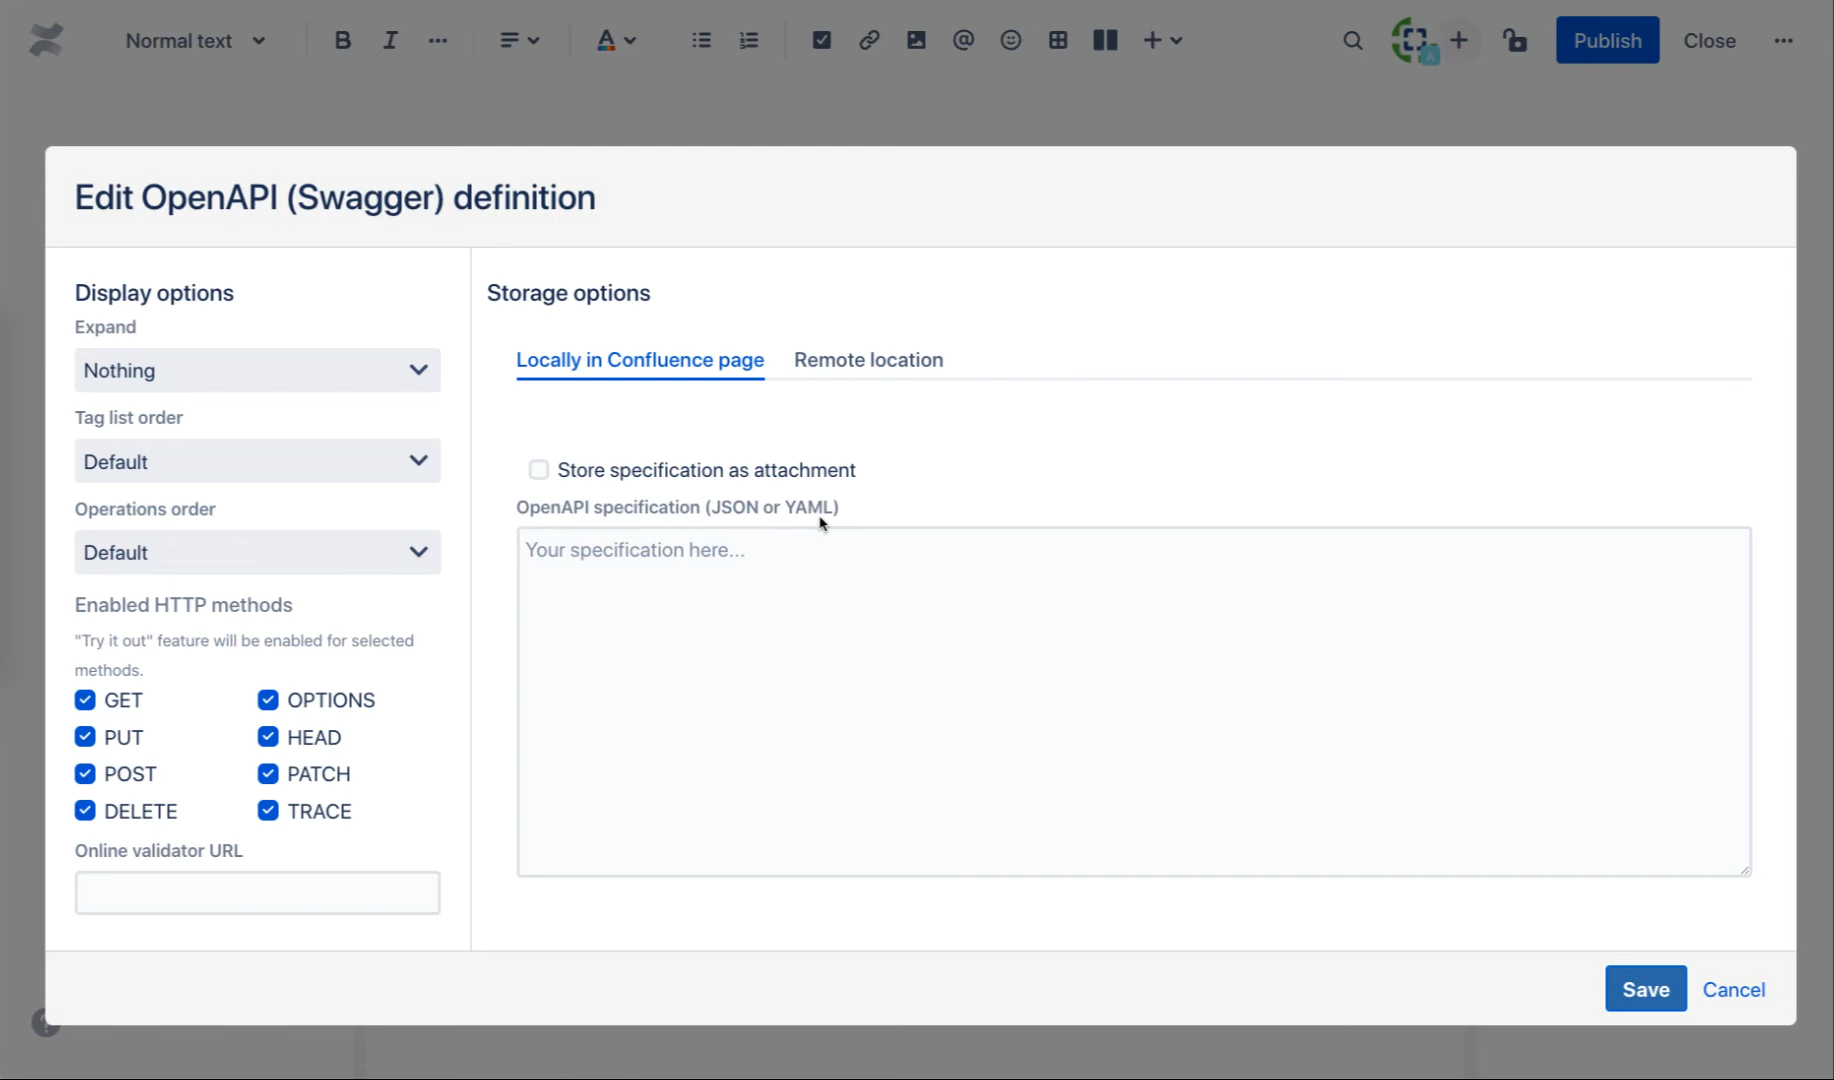 Normal text
Publish
Close
Edit OpenAPI (Swagger) definition
Display options
Expand
Nothing
Tag list order
Default
Operations order
Default
Enabled HTTP methods
"Try it out" feature will be enabled for selected
methods.
GET
OPTIONS
PUT
HEAD
POST
PATCH
DELETE
TRACE
Online validator URL
Storage options
Locally in Confluence page
Remote location
Store specification as attachment
OpenAPI specification (JSON or YAML)
Your specification here...
Save
Cancel